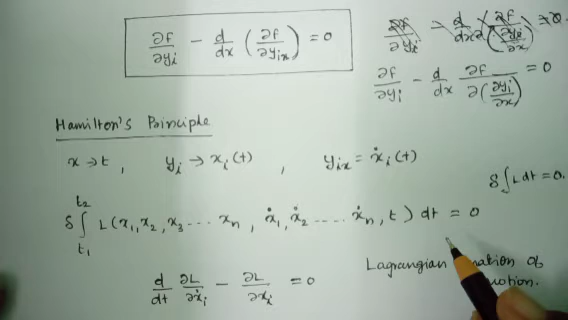 ∂f/∂yi − d/dx (∂f/∂yix) = 0
∂f/∂yi − d/dx ∂f/∂(∂yi/∂x) = 0
Hamilton's Principle
x → t , yi → xi(t) , yix = ẋi(t)
δ∫L dt = 0.
δ ∫t1^t2 L(x1, x2, x3 ···· xn, ẋ1, ẋ2 ····· ẋn, t) dt = 0
d/dt ∂L/∂ẋi − ∂L/∂xi = 0
Lagrangian of